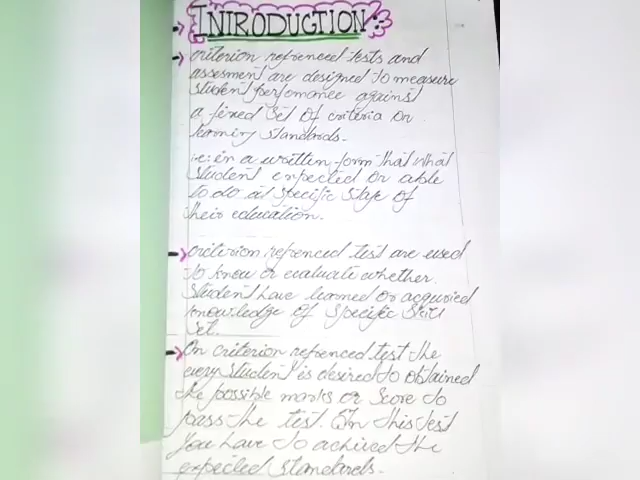 INIRODUCTION:-
criterion refrenced tests and
assesment are designed to measure
student perfomance against
a fixed set of criteria or
learning standards.
i.e: in a written form that what
student expected or able
to do at specific stage of
their education.
criterion refrenced test are used
to know or evaluate whether
student have learned or acquried
knowledge of specific skill
set.
On criterion refrenced test the
every student is desired to obtained
the possible marks or score to
pass the test. In this test
you have to achived the
expected standards.